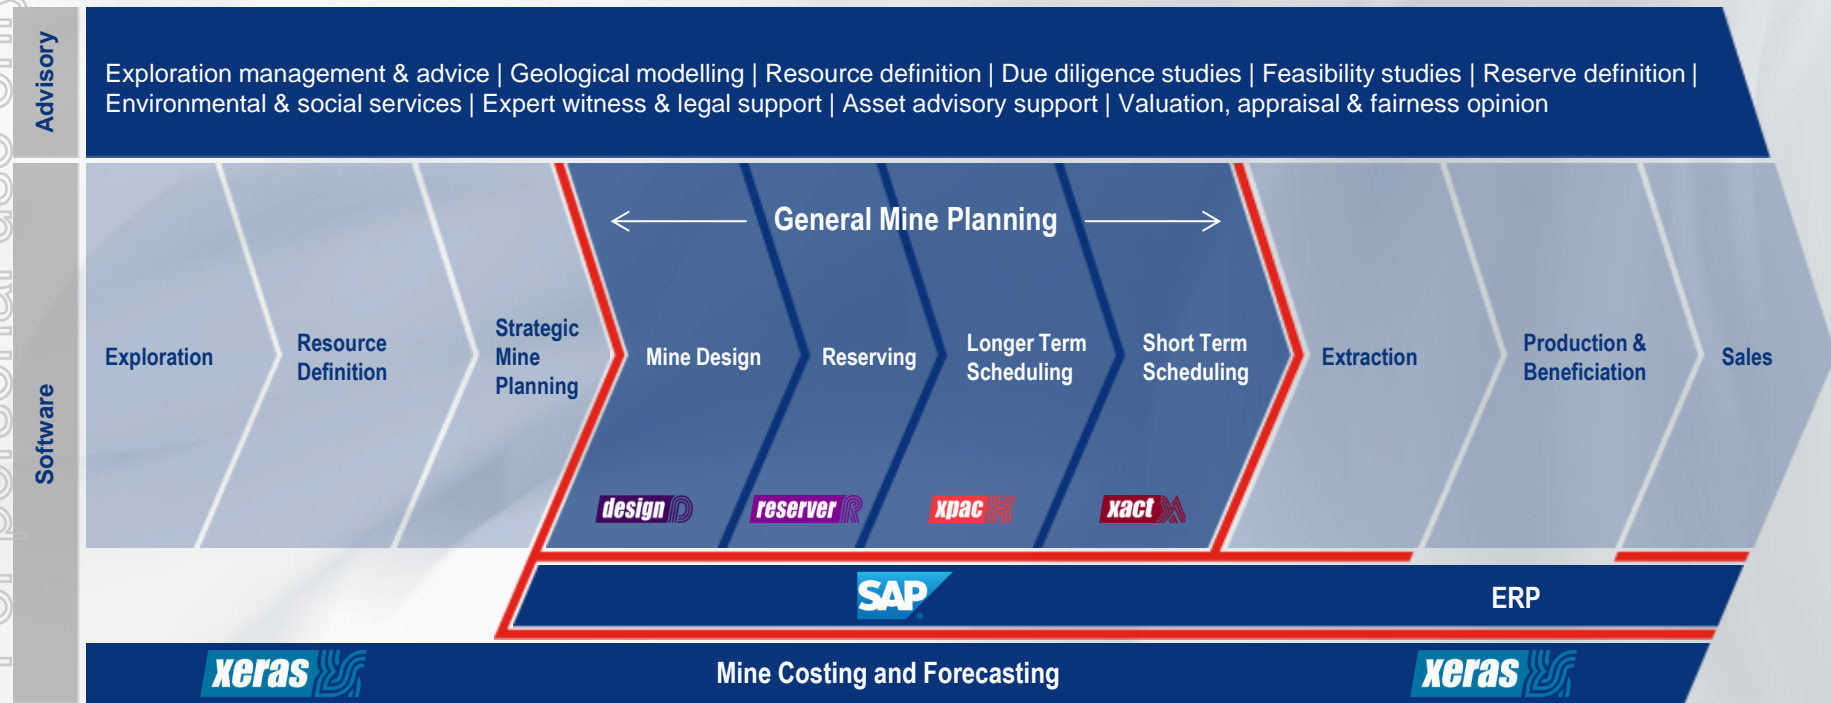 Advisory
Exploration management & advice | Geological modelling | Resource definition | Due diligence studies | Feasibility studies | Reserve definition |
Environmental & social services | Expert witness & legal support | Asset advisory support | Valuation, appraisal & fairness opinion
Software
General Mine Planning
Exploration
Resource
Definition
Strategic
Mine
Planning
Mine Design
Reserving
Longer Term
Scheduling
Short Term
Scheduling
Extraction
Production &
Beneficiation
Sales
design
reserver
xpac
xact
SAP
®
ERP
xeras
Mine Costing and Forecasting
xeras